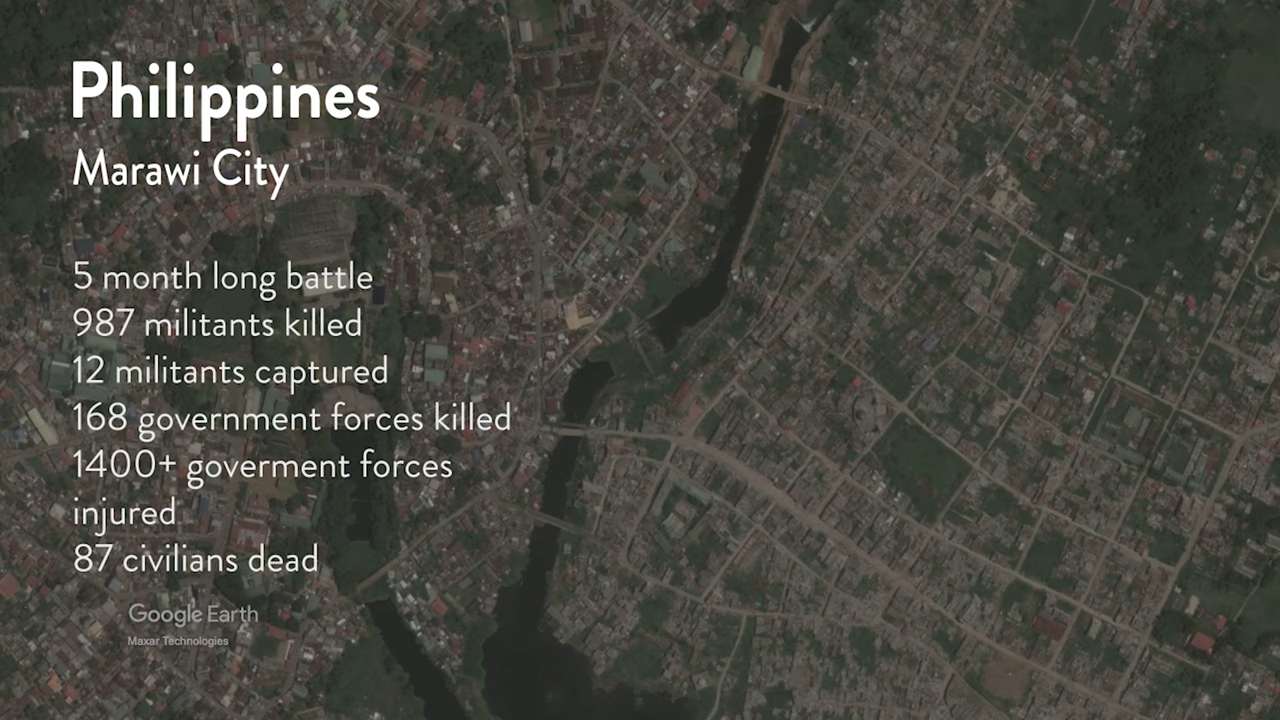 Philippines
Marawi City
5 month long battle
987 militants killed
12 militants captured
168 government forces killed
1400+ goverment forces
injured
87 civilians dead
Google Earth
Maxar Technologies